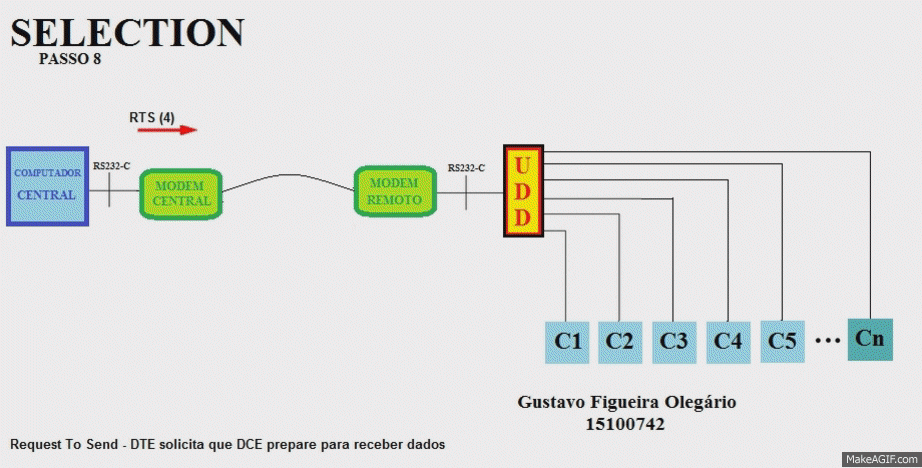 SELECTION
PASSO 8
RTS (4)
COMPUTADOR
CENTRAL
RS232-C
MODEM
CENTRAL
MODEM
REMOTO
RS232-C
U
D
D
C1
C2
C3
C4
C5
...
Cn
Gustavo Figueira Olegário
15100742
Request To Send - DTE solicita que DCE prepare para receber dados
MakeAGIF.com